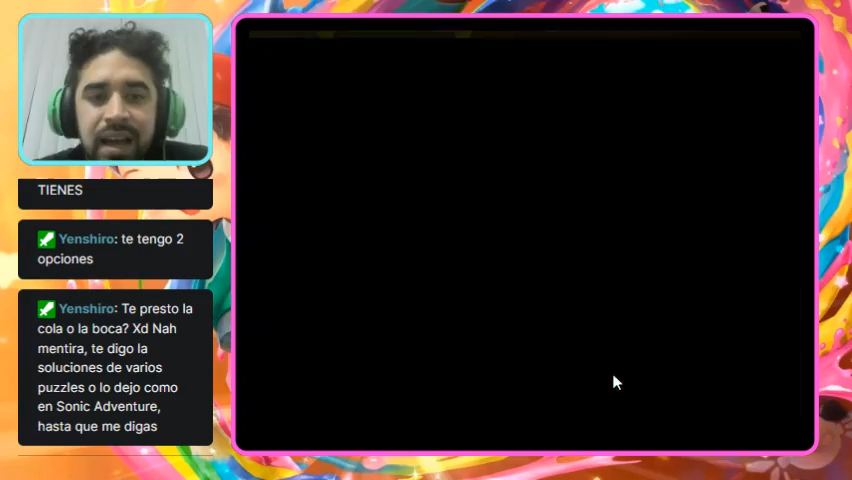 TIENES
Yenshiro: te tengo 2
opciones
Yenshiro: Te presto la
cola o la boca? Xd Nah
mentira, te digo la
soluciones de varios
puzzles o lo dejo como
en Sonic Adventure,
hasta que me digas